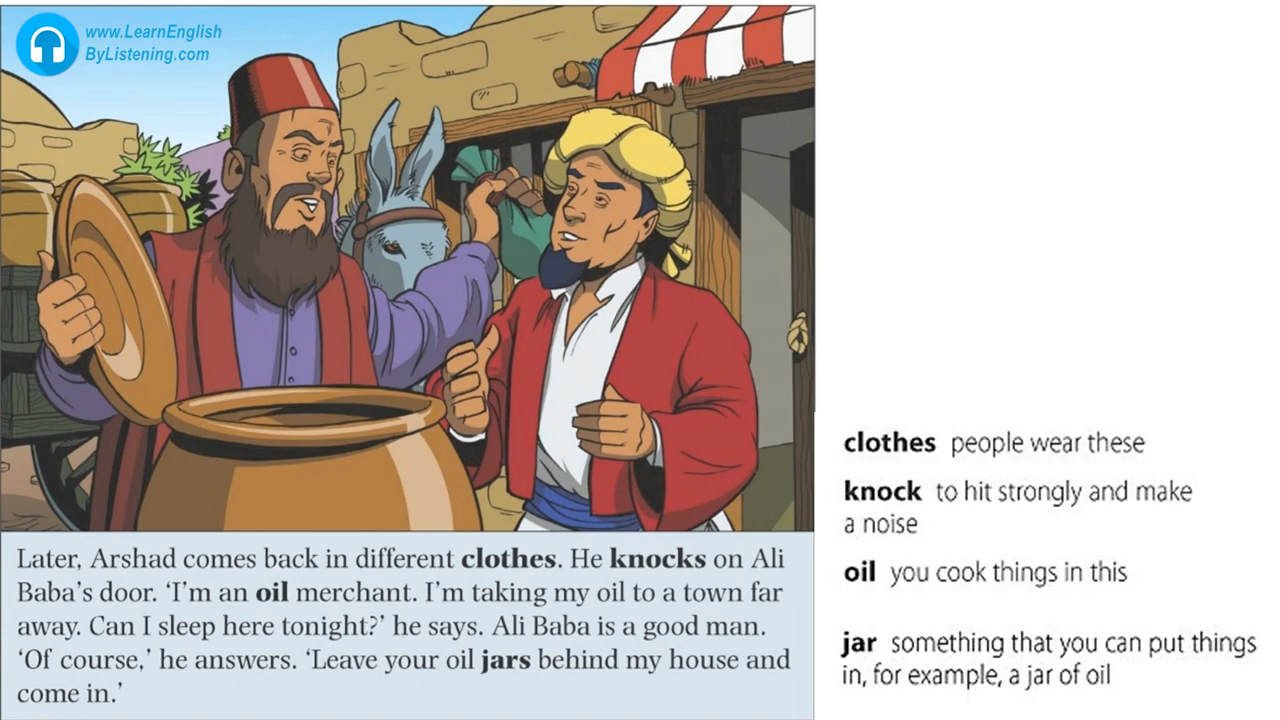 www.LearnEnglish
ByListening.com
Later, Arshad comes back in different clothes. He knocks on Ali
Baba’s door. ‘I’m an oil merchant. I’m taking my oil to a town far
away. Can I sleep here tonight?’ he says. Ali Baba is a good man.
‘Of course,’ he answers. ‘Leave your oil jars behind my house and
come in.’
clothes people wear these
knock to hit strongly and make
a noise
oil you cook things in this
jar something that you can put things
in, for example, a jar of oil